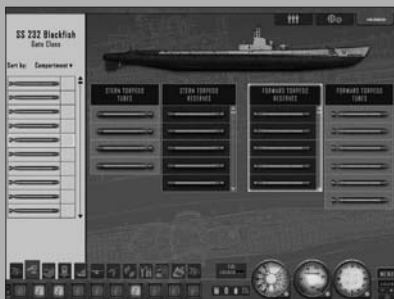 SS 232 Blackfish
Gato Class
Sort by: Compartment
STERN TORPEDO
TUBES
STERN TORPEDO
RESERVES
FORWARD TORPEDO
RESERVES
FORWARD TORPEDO
TUBES
MENU